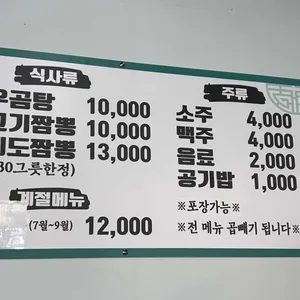 식사류
곰탕 10,000
고기짬뽕 10,000
지도짬뽕 13,000
(30그릇한정)
계절메뉴
(7월~9월) 12,000
주류
소주 4,000
맥주 4,000
음료 2,000
공기밥 1,000
※포장가능※
※전 메뉴 곱빼기 됩니다※